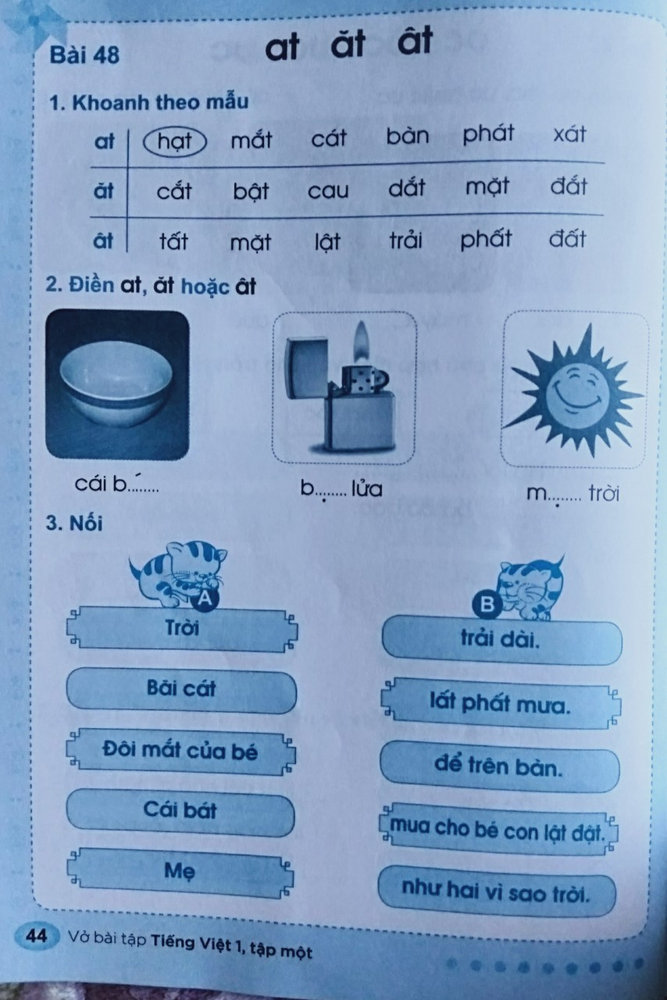 Bài 48 at ăt ât
1. Khoanh theo mẫu
at hạt mắt cát bàn phát xát
ăt cắt bật cau dắt mặt đắt
ât tất mặt lật trải phất đất
2. Điền at, ăt hoặc ât
cái b.́....... b.̣....... lửa m.̣....... trời
3. Nối
A B
Trời trải dài.
Bãi cát lất phất mưa.
Đôi mắt của bé để trên bàn.
Cái bát mua cho bé con lật đật.
Mẹ như hai vì sao trời.
44 Vở bài tập Tiếng Việt 1, tập một